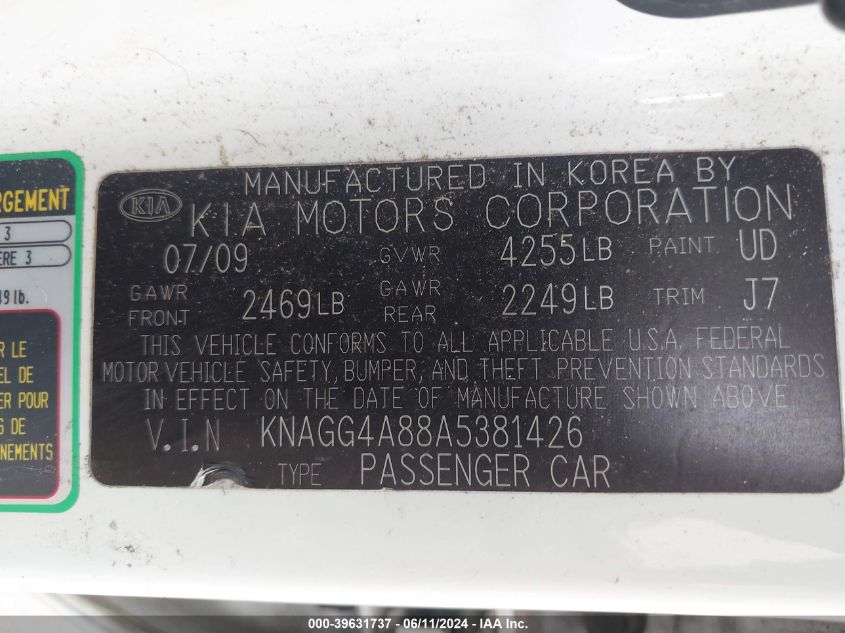 MANUFACTURED IN KOREA BY
KIA KIA MOTORS CORPORATION
07/09 GVWR 4255LB PAINT UD
GAWR FRONT 2469LB GAWR REAR 2249LB TRIM J7
THIS VEHICLE CONFORMS TO ALL APPLICABLE U.S.A. FEDERAL
MOTOR VEHICLE SAFETY, BUMPER, AND THEFT PREVENTION STANDARDS
IN EFFECT ON THE DATE OF MANUFACTURE SHOWN ABOVE
V.I.N KNAGG4A88A5381426
TYPE PASSENGER CAR
RGEMENT
3
ERE 3
49 lb.
R LE
EL DE
ER POUR
S DE
NEMENTS
000-39631737 - 06/11/2024 - IAA Inc.